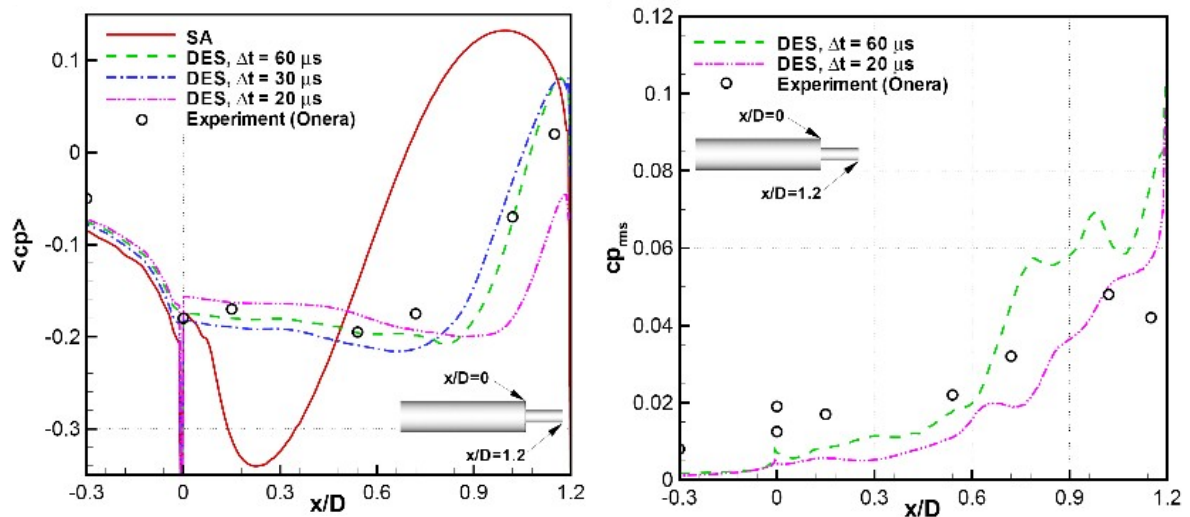 0.1
0
-0.1
-0.2
-0.3
<cp>
SA
DES, Δt = 60 μs
DES, Δt = 30 μs
DES, Δt = 20 μs
Experiment (Onera)
x/D=0
x/D=1.2
-0.3 0 0.3 0.6 0.9 1.2
x/D
0.12
0.1
0.08
0.06
0.04
0.02
0
cp rms
DES, Δt = 60 μs
DES, Δt = 20 μs
Experiment (Onera)
x/D=0
x/D=1.2
-0.3 0 0.3 0.6 0.9 1.2
x/D